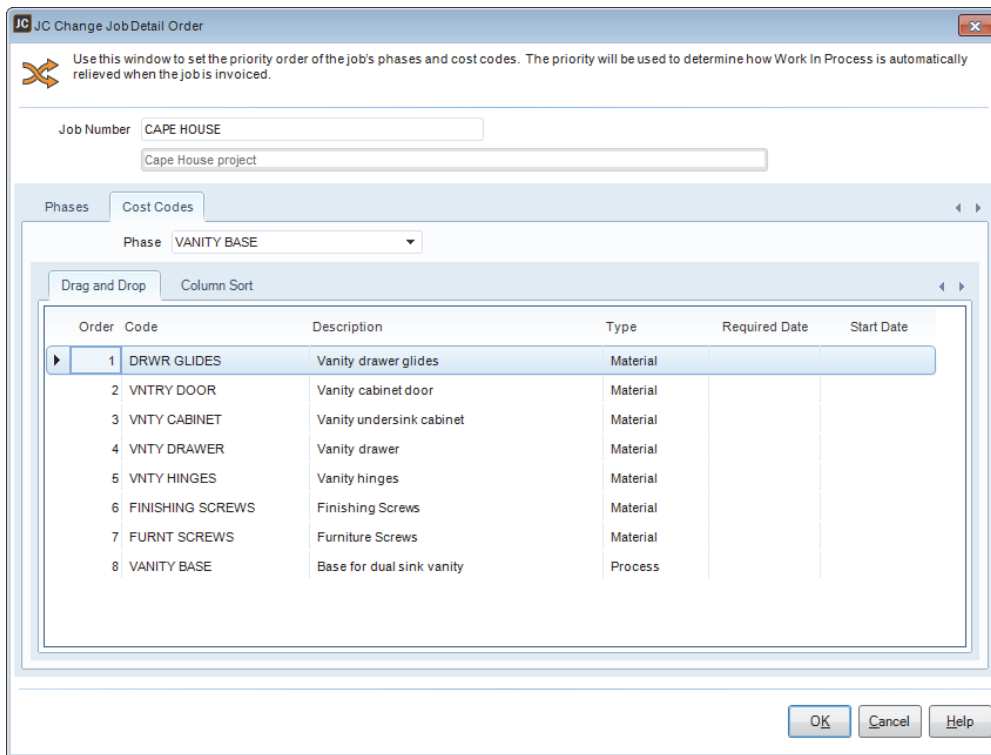 JC JC Change Job Detail Order
Use this window to set the priority order of the job's phases and cost codes. The priority will be used to determine how Work In Process is automatically
relieved when the job is invoiced.
Job Number CAPE HOUSE
Cape House project
Phases Cost Codes
Phase VANITY BASE
Drag and Drop Column Sort
Order Code Description Type Required Date Start Date
1 DRWR GLIDES Vanity drawer glides Material
2 VNTRY DOOR Vanity cabinet door Material
3 VNTY CABINET Vanity undersink cabinet Material
4 VNTY DRAWER Vanity drawer Material
5 VNTY HINGES Vanity hinges Material
6 FINISHING SCREWS Finishing Screws Material
7 FURNT SCREWS Furniture Screws Material
8 VANITY BASE Base for dual sink vanity Process
OK Cancel Help